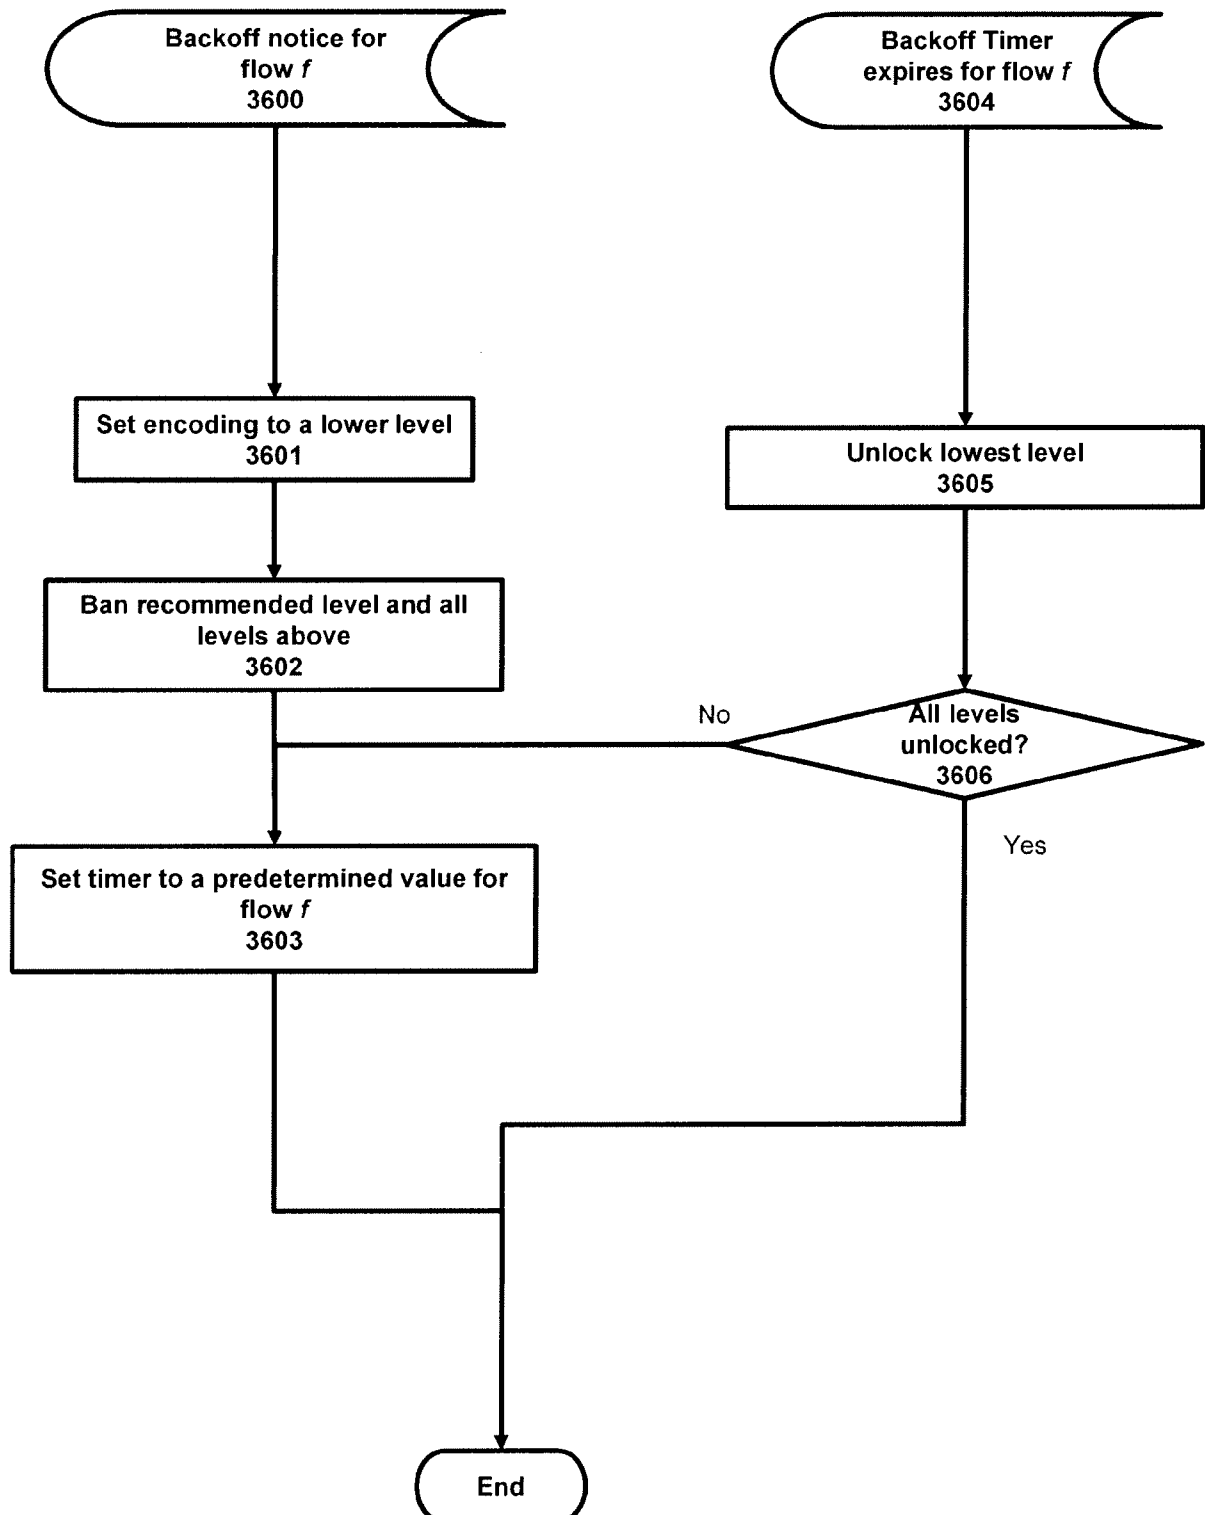 Backoff notice for
flow f
3600
Backoff Timer
expires for flow f
3604
Set encoding to a lower level
3601
Unlock lowest level
3605
Ban recommended level and all
levels above
3602
No
All levels
unlocked?
3606
Yes
Set timer to a predetermined value for
flow f
3603
End